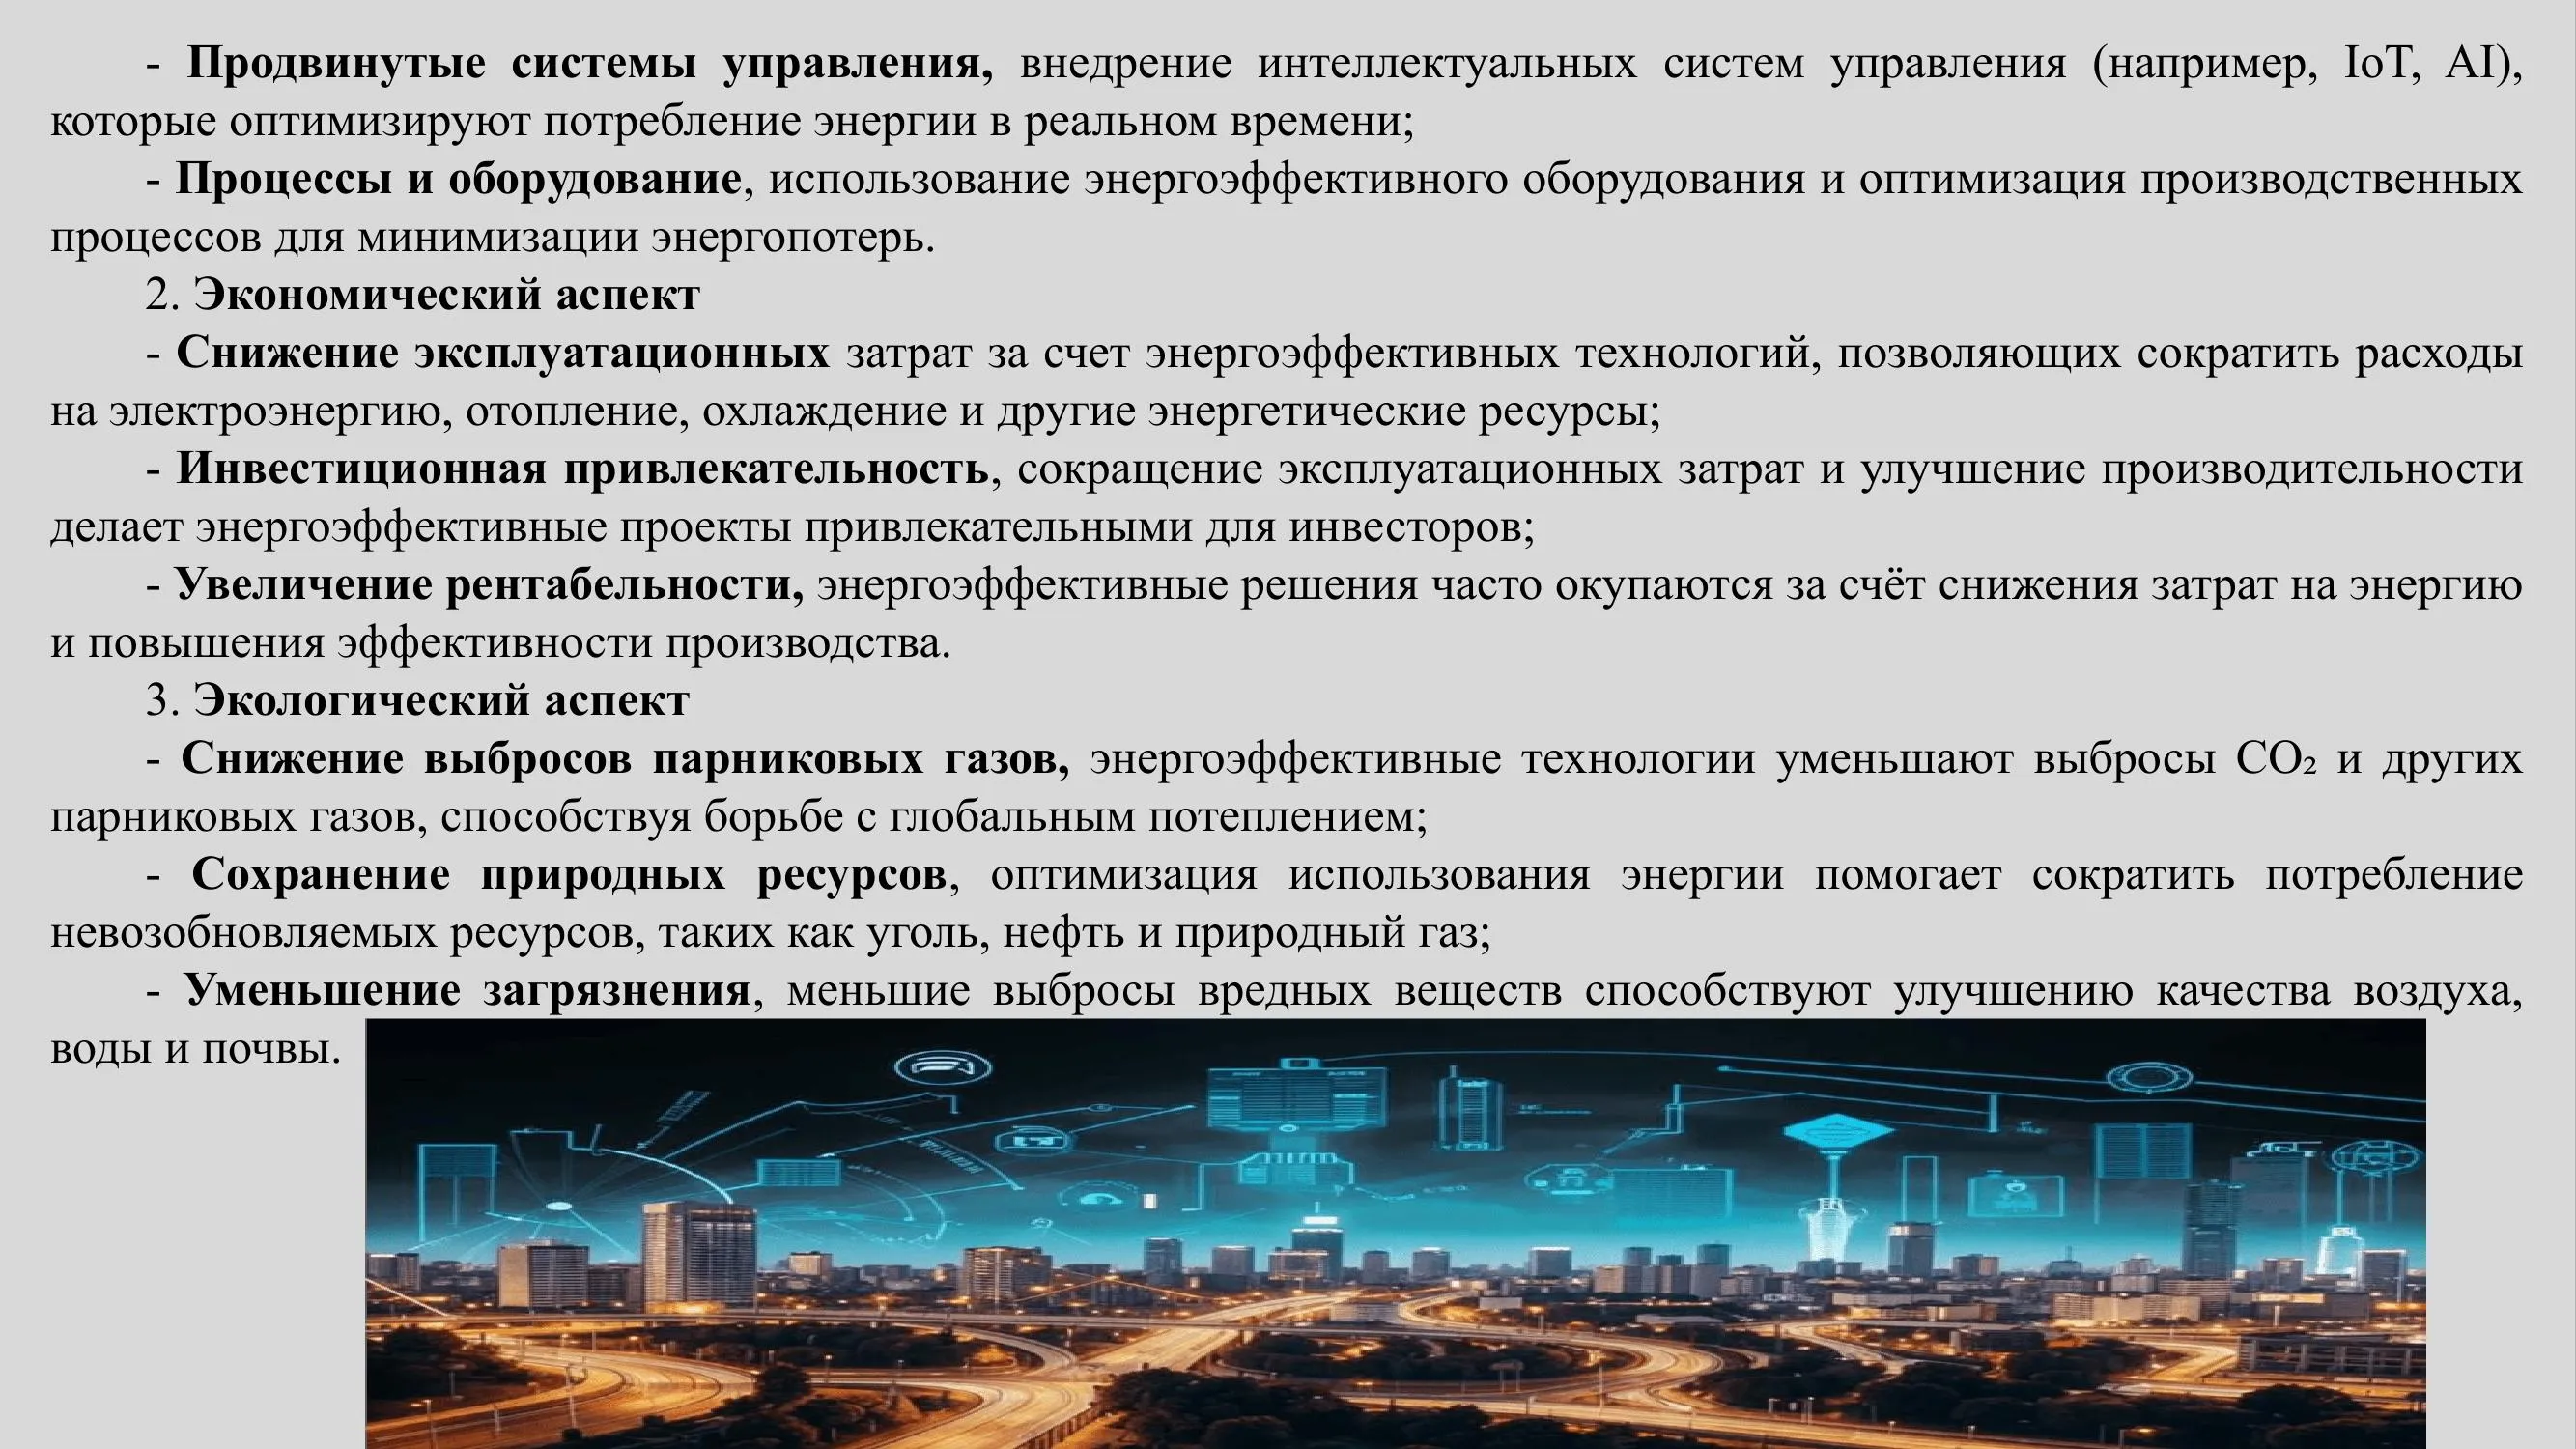 - Продвинутые системы управления, внедрение интеллектуальных систем управления (например, IoT, AI),
которые оптимизируют потребление энергии в реальном времени;
- Процессы и оборудование, использование энергоэффективного оборудования и оптимизация производственных
процессов для минимизации энергопотерь.
2. Экономический аспект
- Снижение эксплуатационных затрат за счет энергоэффективных технологий, позволяющих сократить расходы
на электроэнергию, отопление, охлаждение и другие энергетические ресурсы;
- Инвестиционная привлекательность, сокращение эксплуатационных затрат и улучшение производительности
делает энергоэффективные проекты привлекательными для инвесторов;
- Увеличение рентабельности, энергоэффективные решения часто окупаются за счёт снижения затрат на энергию
и повышения эффективности производства.
3. Экологический аспект
- Снижение выбросов парниковых газов, энергоэффективные технологии уменьшают выбросы CO₂ и других
парниковых газов, способствуя борьбе с глобальным потеплением;
- Сохранение природных ресурсов, оптимизация использования энергии помогает сократить потребление
невозобновляемых ресурсов, таких как уголь, нефть и природный газ;
- Уменьшение загрязнения, меньшие выбросы вредных веществ способствуют улучшению качества воздуха,
воды и почвы.